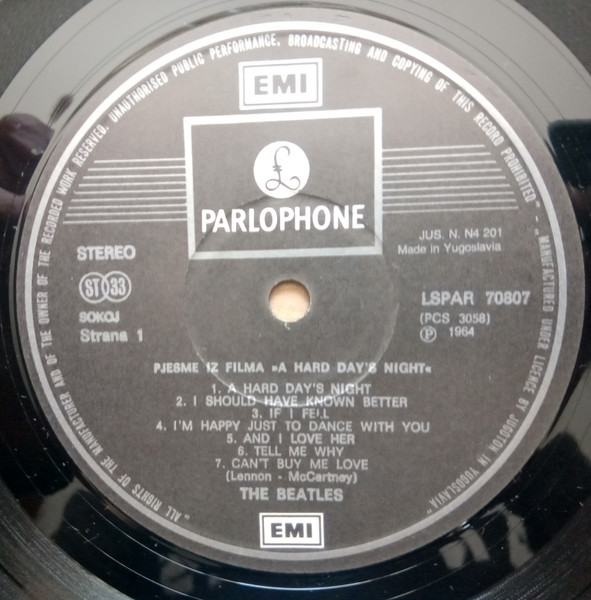 "ALL RIGHTS OF THE MANUFACTURER AND OF THE OWNER OF THE RECORDED WORK RESERVED. UNAUTHORISED PUBLIC PERFORMANCE, BROADCASTING AND COPYING OF THIS RECORD PROHIBITED" - "MANUFACTURED UNDER LICENCE BY JUGOTON IN YUGOSLAVIA"
EMI
£
PARLOPHONE
STEREO
ST 33
SOKOJ
Strana 1
JUS. N. N4 201
Made in Yugoslavia
LSPAR 70807
(PCS 3058)
Ⓟ 1964
PJESME IZ FILMA »A HARD DAY'S NIGHT«
1. A HARD DAY'S NIGHT
2. I SHOULD HAVE KNOWN BETTER
3. IF I FELL
4. I'M HAPPY JUST TO DANCE WITH YOU
5. AND I LOVE HER
6. TELL ME WHY
7. CAN'T BUY ME LOVE
(Lennon - McCartney)
THE BEATLES
EMI